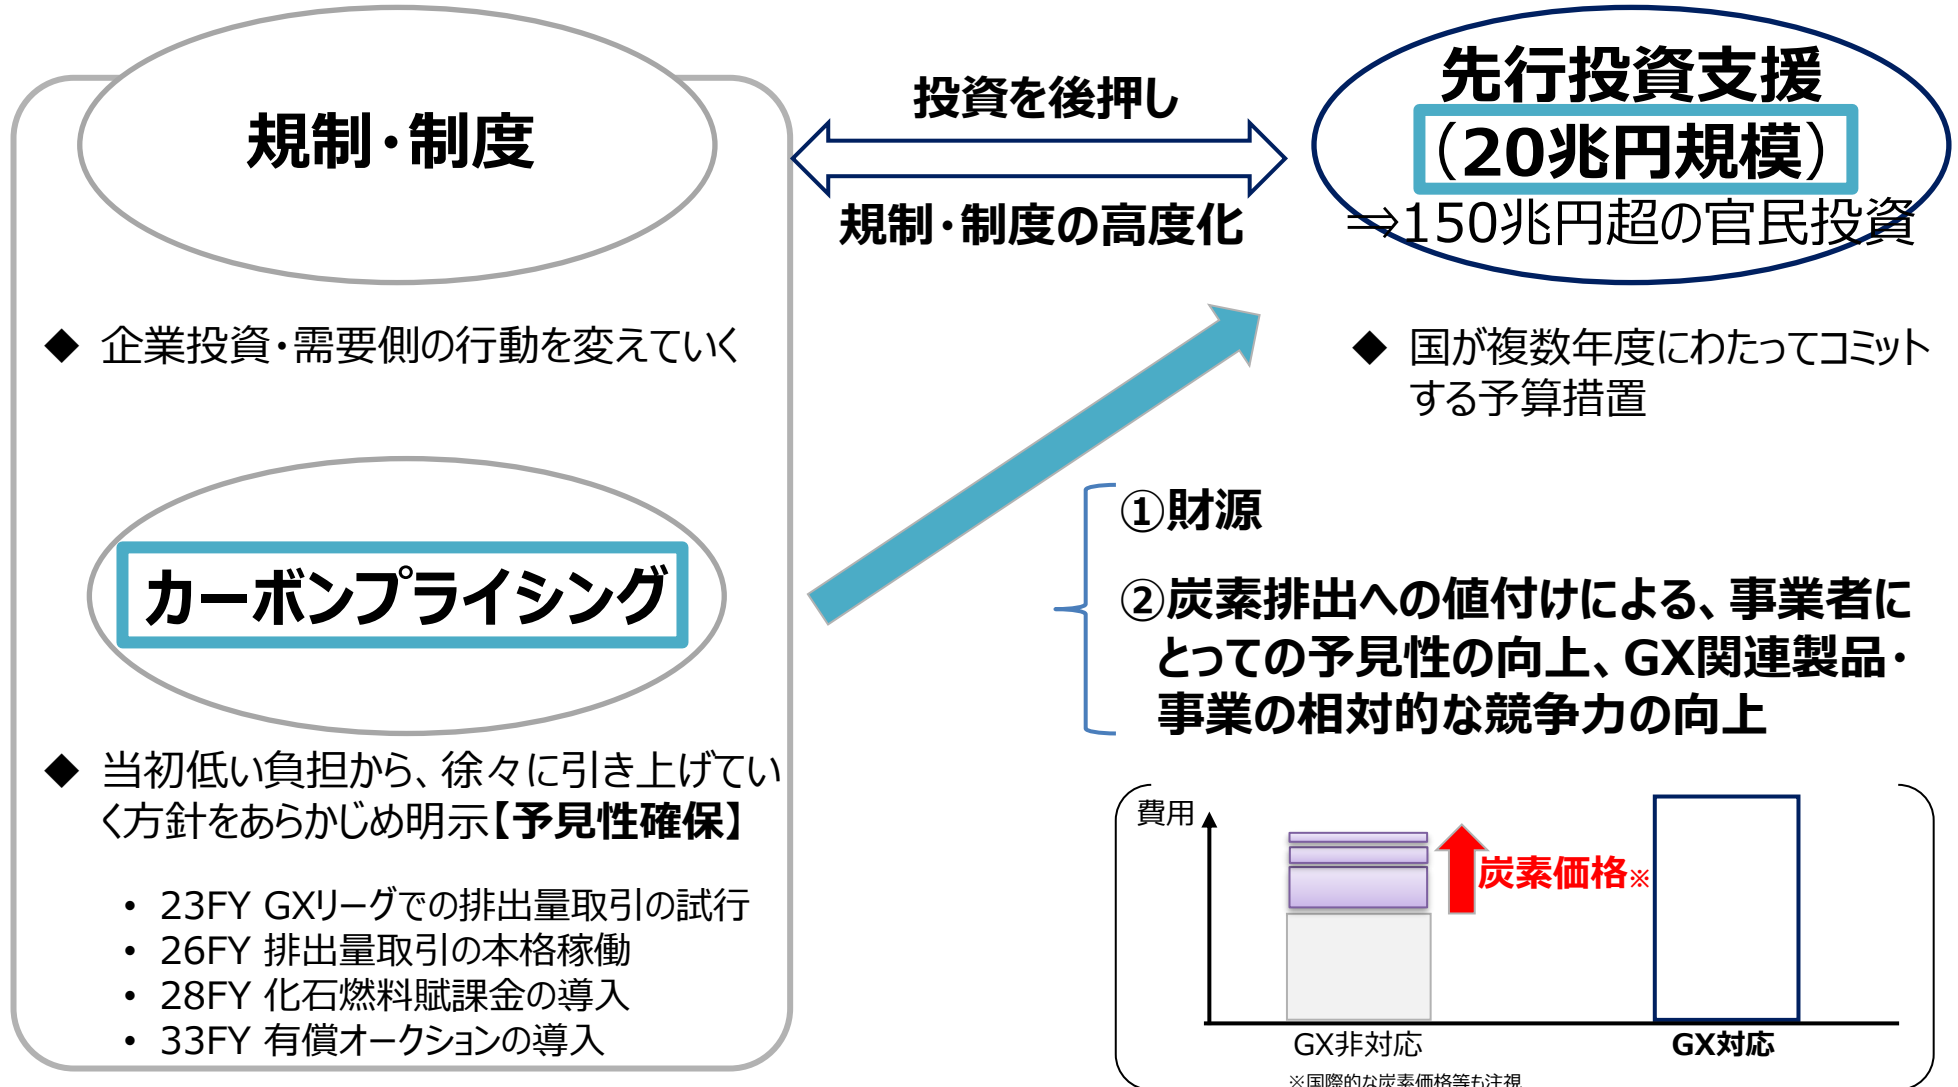 規制・制度
投資を後押し
規制・制度の高度化
先行投資支援
（20兆円規模）
⇒150兆円超の官民投資
◆ 企業投資・需要側の行動を変えていく
◆ 国が複数年度にわたってコミット
する予算措置
カーボンプライシング
①財源
②炭素排出への値付けによる、事業者に
とっての予見性の向上、GX関連製品・
事業の相対的な競争力の向上
◆ 当初低い負担から、徐々に引き上げてい
く方針をあらかじめ明示【予見性確保】
• 23FY GXリーグでの排出量取引の試行
• 26FY 排出量取引の本格稼働
• 28FY 化石燃料賦課金の導入
• 33FY 有償オークションの導入
費用
炭素価格※
GX非対応
GX対応
※国際的な炭素価格等も注視